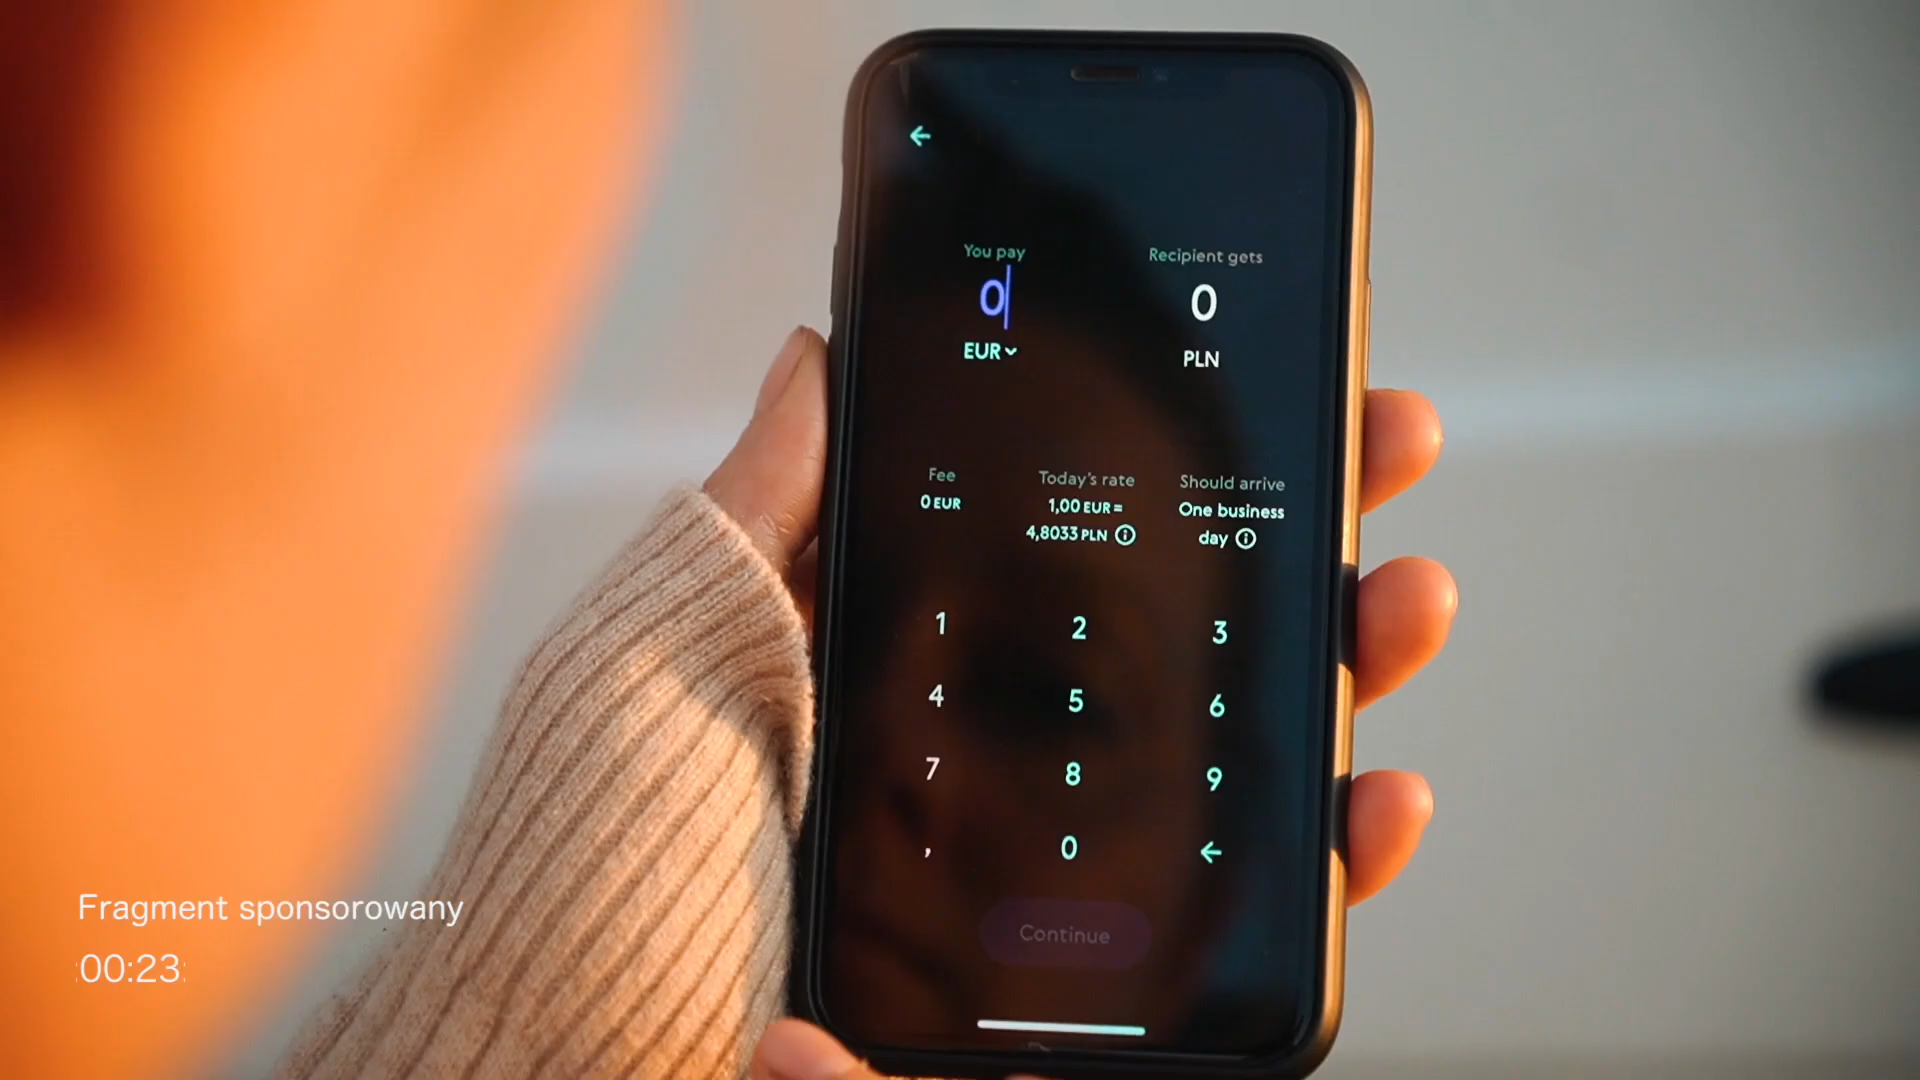 ←
You pay
Recipient gets
0
0
EUR
PLN
Fee
Today's rate
Should arrive
0 EUR
1,00 EUR =
One business
4,8033 PLN
day
1 2 3
4 5 6
7 8 9
, 0 ←
Continue
Fragment sponsorowany
00:23